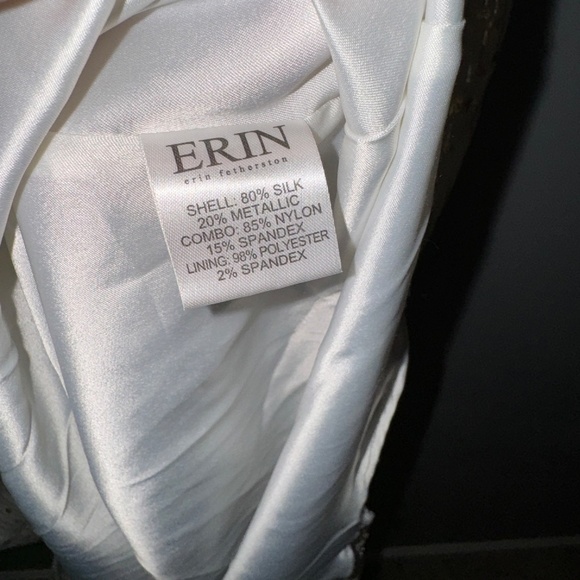 ERIN
erin fetherston
SHELL: 80% SILK
20% METALLIC
COMBO: 85% NYLON
15% SPANDEX
LINING: 98% POLYESTER
2% SPANDEX